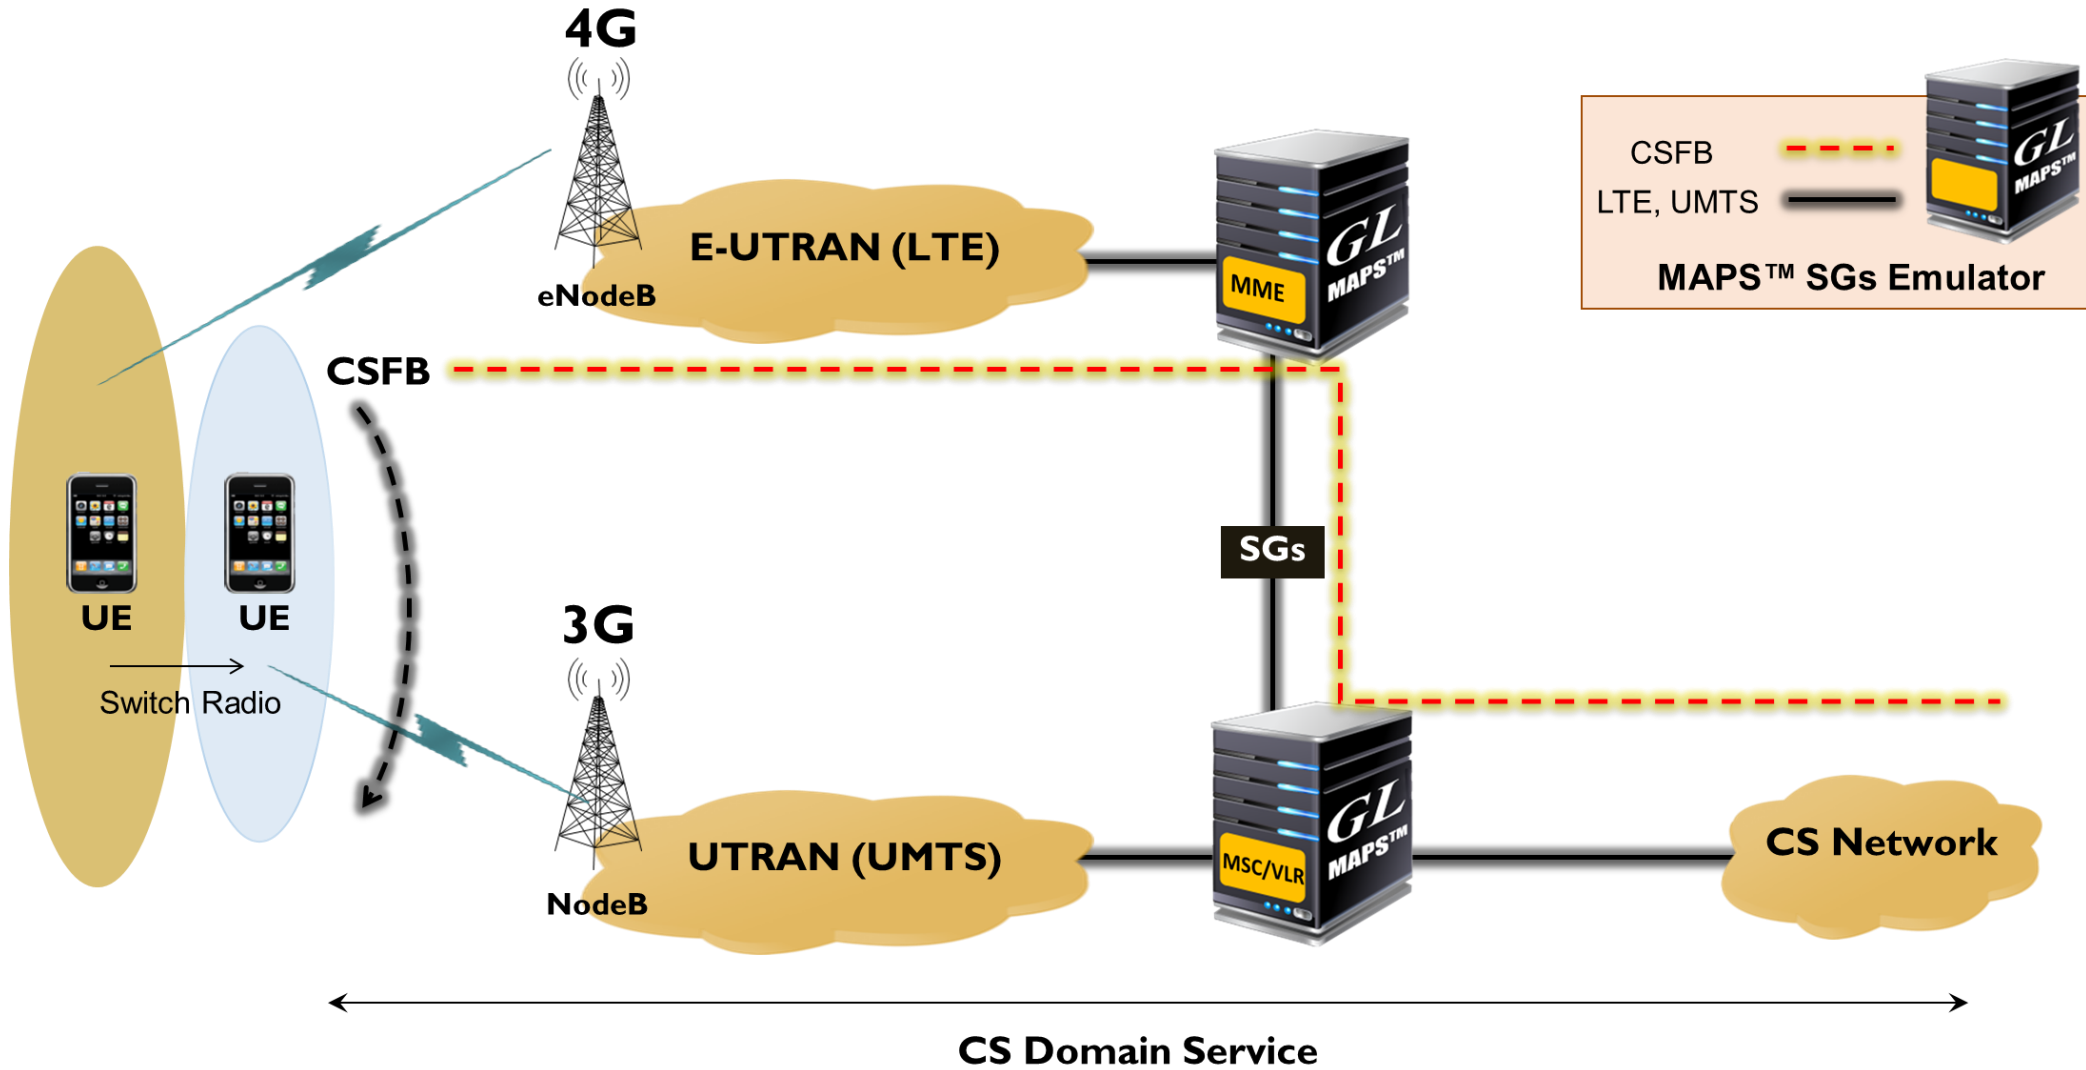 4G
E-UTRAN (LTE)
eNodeB
GL
MAPS™
MME
CSFB
LTE, UMTS
GL
MAPS™
MAPS™ SGs Emulator
CSFB
SGs
UE
UE
Switch Radio
3G
UTRAN (UMTS)
NodeB
GL
MAPS™
MSC/VLR
CS Network
CS Domain Service